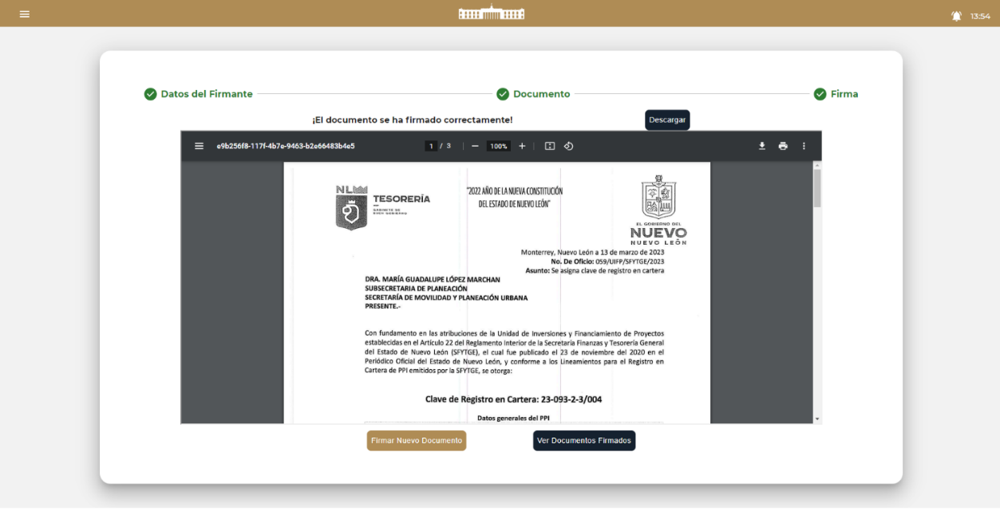 13:54
Datos del Firmante
Documento
Firma
¡El documento se ha firmado correctamente!
Descargar
e9b256f8-117f-4b7e-9463-b2e66483b4e5
1 / 3
100%
NL
TESORERÍA
GABINETE DE
BUEN GOBIERNO
"2022 AÑO DE LA NUEVA CONSTITUCIÓN
DEL ESTADO DE NUEVO LEÓN"
EL GOBIERNO DEL
NUEVO
NUEVO LEÓN
Monterrey, Nuevo León a 13 de marzo de 2023
No. De Oficio: 059/UIFP/SFYTGE/2023
Asunto: Se asigna clave de registro en cartera
DRA. MARÍA GUADALUPE LÓPEZ MARCHAN
SUBSECRETARIA DE PLANEACIÓN
SECRETARÍA DE MOVILIDAD Y PLANEACIÓN URBANA
PRESENTE.-
Con fundamento en las atribuciones de la Unidad de Inversiones y Financiamiento de Proyectos
establecidas en el Artículo 22 del Reglamento Interior de la Secretaría Finanzas y Tesorería General
del Estado de Nuevo León (SFYTGE), el cual fue publicado el 23 de noviembre del 2020 en el
Periódico Oficial del Estado de Nuevo León, y conforme a los Lineamientos para el Registro en
Cartera de PPI emitidos por la SFYTGE, se otorga:
Clave de Registro en Cartera: 23-093-2-3/004
Datos generales del PPI
Firmar Nuevo Documento
Ver Documentos Firmados